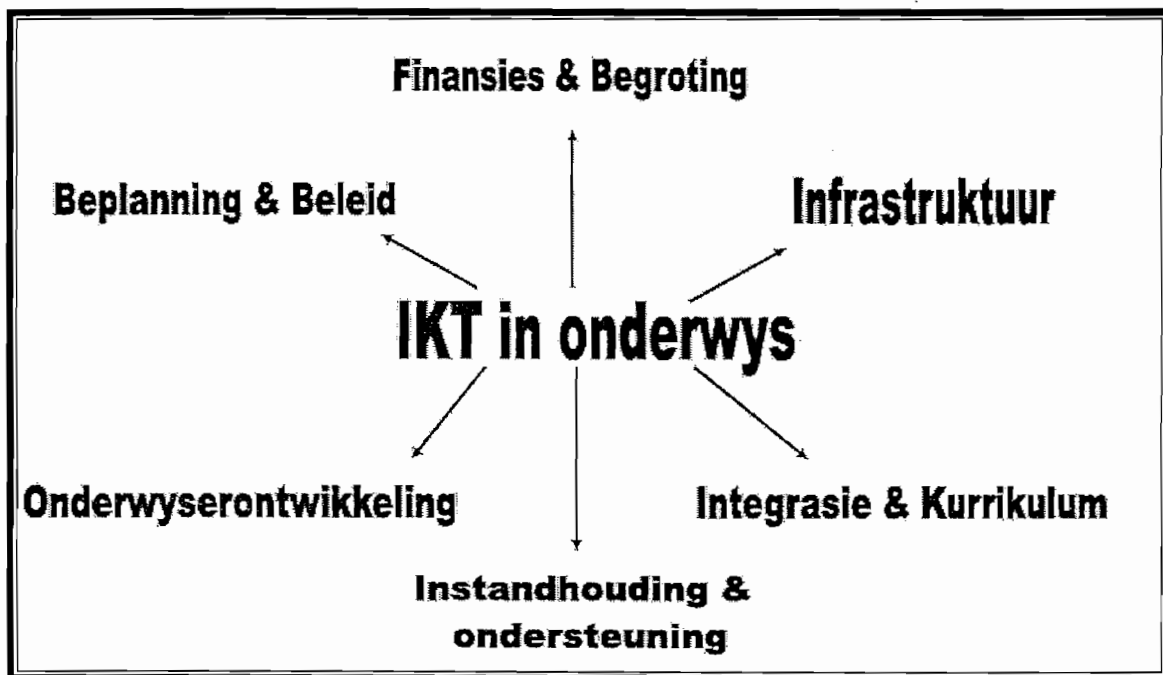 Finansies & Begroting
Beplanning & Beleid
Infrastruktuur
IKT in onderwys
Onderwyserontwikkeling
Integrasie & Kurrikulum
Instandhouding &
ondersteuning